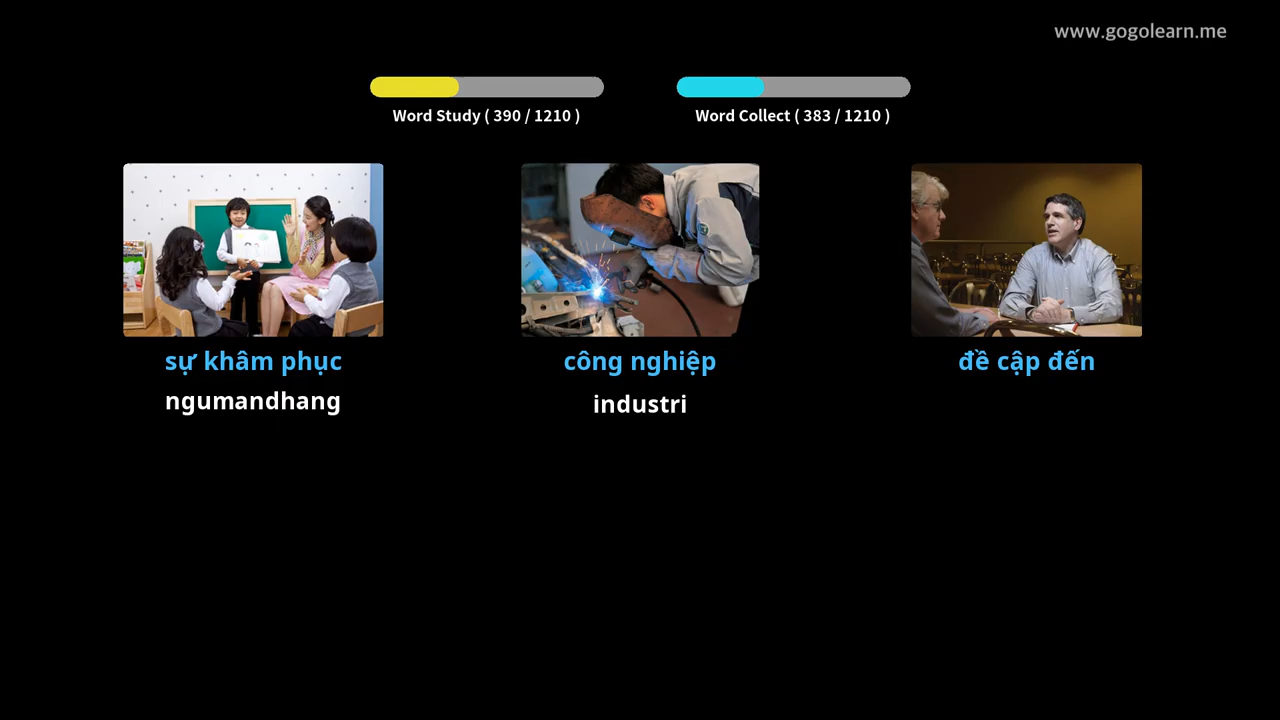 www.gogolearn.me
Word Study ( 390 / 1210 )
Word Collect ( 383 / 1210 )
sự khâm phục
công nghiệp
đề cập đến
ngumandhang
industri